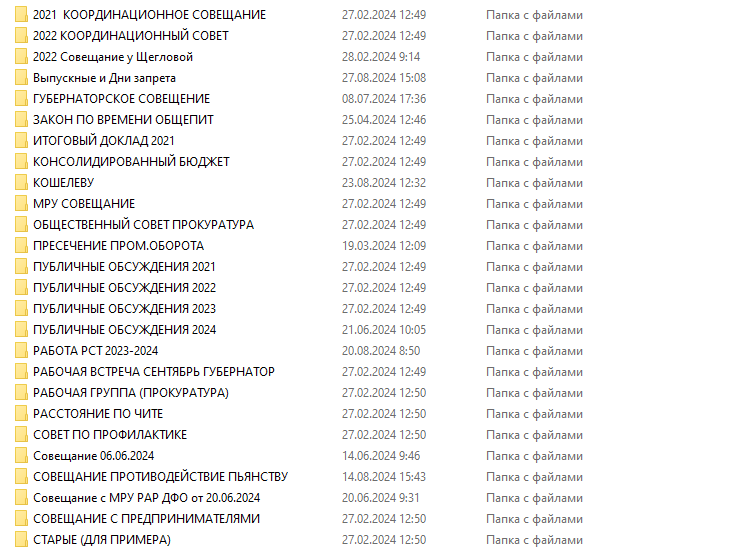 2021  КООРДИНАЦИОННОЕ СОВЕЩАНИЕ 27.02.2024 12:49 Папка с файлами
2022 КООРДИНАЦИОННЫЙ СОВЕТ 27.02.2024 12:49 Папка с файлами
2022 Совещание у Щегловой 28.02.2024 9:14 Папка с файлами
Выпускные и Дни запрета 27.08.2024 15:08 Папка с файлами
ГУБЕРНАТОРСКОЕ СОВЕЩЕНИЕ 08.07.2024 17:36 Папка с файлами
ЗАКОН ПО ВРЕМЕНИ ОБЩЕПИТ 25.04.2024 12:46 Папка с файлами
ИТОГОВЫЙ ДОКЛАД 2021 27.02.2024 12:49 Папка с файлами
КОНСОЛИДИРОВАННЫЙ БЮДЖЕТ 27.02.2024 12:49 Папка с файлами
КОШЕЛЕВУ 23.08.2024 12:32 Папка с файлами
МРУ СОВЕЩАНИЕ 27.02.2024 12:49 Папка с файлами
ОБЩЕСТВЕННЫЙ СОВЕТ ПРОКУРАТУРА 27.02.2024 12:49 Папка с файлами
ПРЕСЕЧЕНИЕ ПРОМ.ОБОРОТА 19.03.2024 12:09 Папка с файлами
ПУБЛИЧНЫЕ ОБСУЖДЕНИЯ 2021 27.02.2024 12:49 Папка с файлами
ПУБЛИЧНЫЕ ОБСУЖДЕНИЯ 2022 27.02.2024 12:49 Папка с файлами
ПУБЛИЧНЫЕ ОБСУЖДЕНИЯ 2023 27.02.2024 12:49 Папка с файлами
ПУБЛИЧНЫЕ ОБСУЖДЕНИЯ 2024 21.06.2024 10:05 Папка с файлами
РАБОТА РСТ 2023-2024 20.08.2024 8:50 Папка с файлами
РАБОЧАЯ ВСТРЕЧА СЕНТЯБРЬ ГУБЕРНАТОР 27.02.2024 12:49 Папка с файлами
РАБОЧАЯ ГРУППА (ПРОКУРАТУРА) 27.02.2024 12:50 Папка с файлами
РАССТОЯНИЕ ПО ЧИТЕ 27.02.2024 12:50 Папка с файлами
СОВЕТ ПО ПРОФИЛАКТИКЕ 27.02.2024 12:50 Папка с файлами
Совещание 06.06.2024 14.06.2024 9:46 Папка с файлами
СОВЕЩАНИЕ ПРОТИВОДЕЙСТВИЕ ПЬЯНСТВУ 14.08.2024 15:43 Папка с файлами
Совещание с МРУ РАР ДФО от 20.06.2024 20.06.2024 9:31 Папка с файлами
СОВЕЩАНИЕ С ПРЕДПРИНИМАТЕЛЯМИ 27.02.2024 12:50 Папка с файлами
СТАРЫЕ (ДЛЯ ПРИМЕРА) 27.02.2024 12:50 Папка с файлами